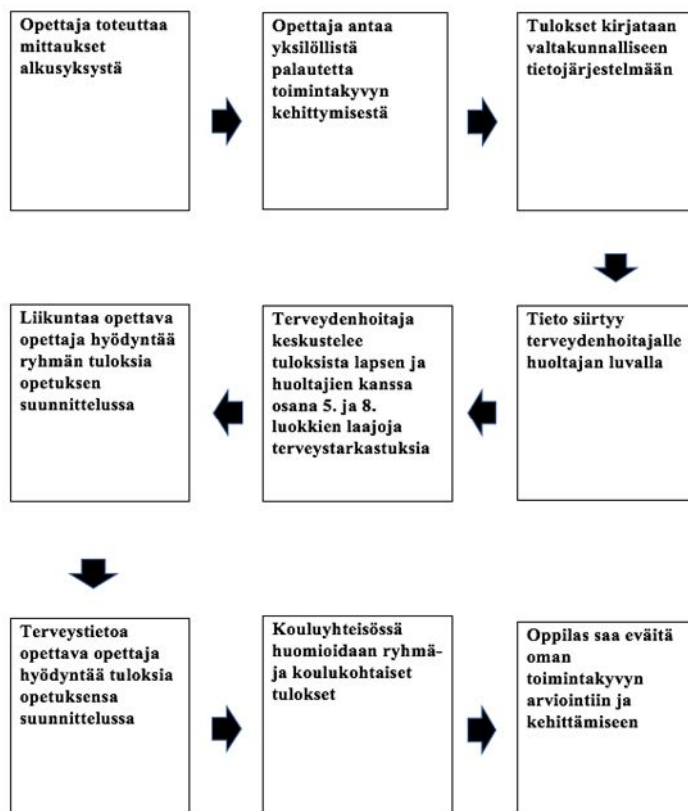 Opettaja toteuttaa
mittaukset
alkusyksystä
Opettaja antaa
yksilöllistä
palautetta
toimintakyvyn
kehittymisestä
Tulokset kirjataan
valtakunnalliseen
tietojärjestelmään
Tieto siirtyy
terveydenhoitajalle
huoltajan luvalla
Terveydenhoitaja
keskustelee
tuloksista lapsen ja
huoltajien kanssa
osana 5. ja 8.
luokkien laajoja
terveystarkastuksia
Liikuntaa opettava
opettaja hyödyntää
ryhmän tuloksia
opetuksen
suunnittelussa
Terveystietoa
opettava opettaja
hyödyntää tuloksia
opetuksensa
suunnittelussa
Kouluyhteisössä
huomioidaan ryhmä-
ja koulukohtaiset
tulokset
Oppilas saa eväitä
oman
toimintakyvyn
arviointiin ja
kehittämiseen